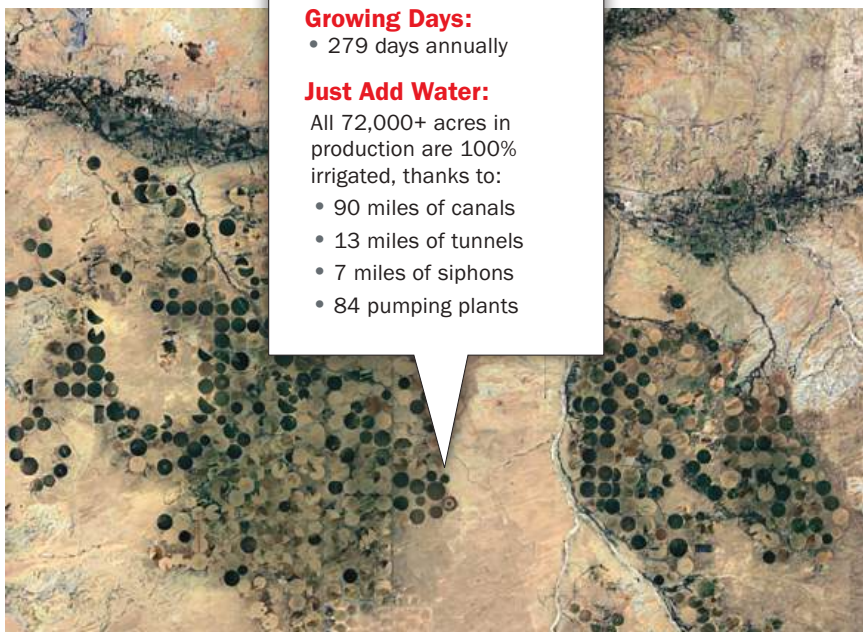 Growing Days:
• 279 days annually
Just Add Water:
All 72,000+ acres in
production are 100%
irrigated, thanks to:
• 90 miles of canals
• 13 miles of tunnels
• 7 miles of siphons
• 84 pumping plants